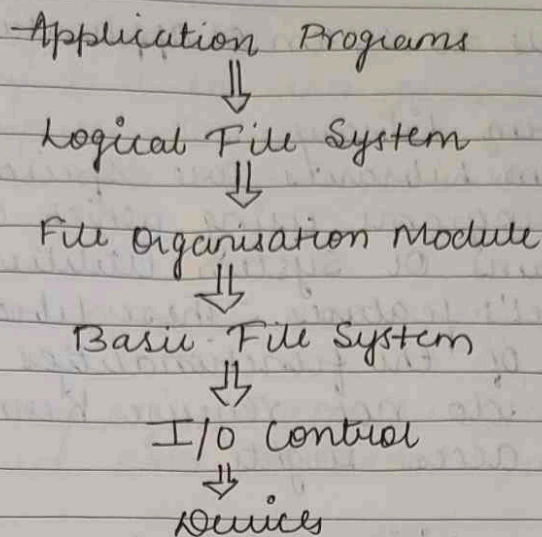 Application Programs
⇓
Logical File System
⇓
File Organisation Module
⇓
Basic File System
⇓
I/O Control
⇓
Devices